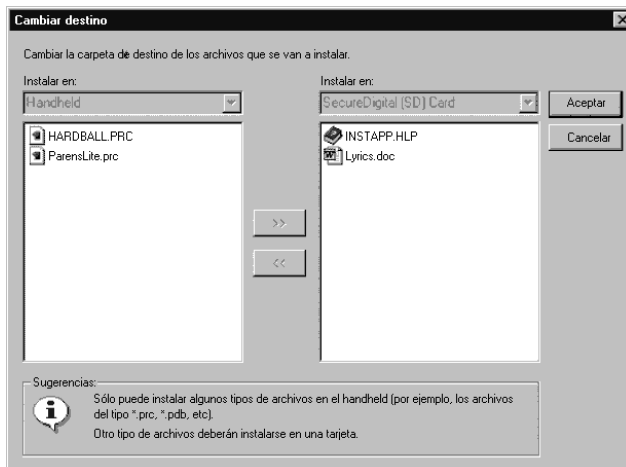 Cambiar destino
Cambiar la carpeta de destino de los archivos que se van a instalar.
Instalar en:
Handheld
HARDBALL.PRC
ParensLite.prc
>>
<<
Instalar en:
SecureDigital (SD) Card
INSTAPP.HLP
Lyrics.doc
Aceptar
Cancelar
Sugerencias:
Sólo puede instalar algunos tipos de archivos en el handheld (por ejemplo, los archivos
del tipo *.prc, *.pdb, etc).
Otro tipo de archivos deberán instalarse en una tarjeta.